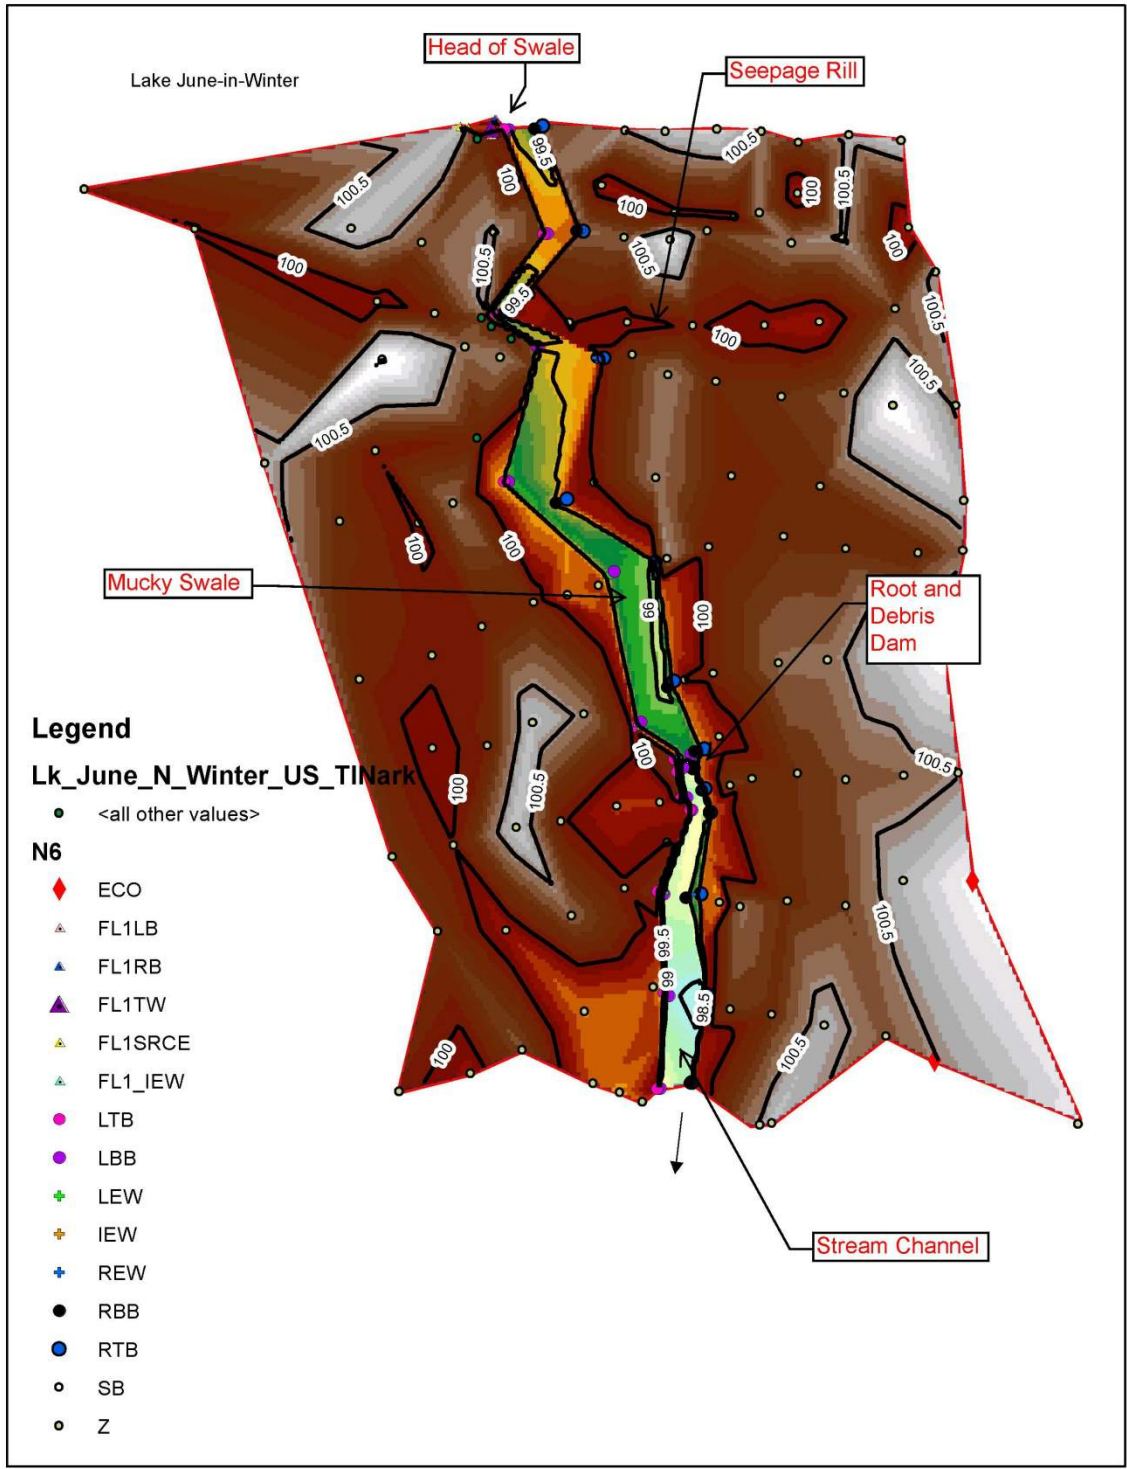 Head of Swale
Lake June-in-Winter
Seepage Rill
99.5
100.5
100
100.5
100
100
100.5
100.5
100.5
100
100
99.5
100.5
100
100.5
100.5
100
100
Mucky Swale
99
100
Root and
Debris
Dam
100
100.5
100
100.5
100.5
99.5
99
98.5
100
100.5
Stream Channel
Legend
Lk_June_N_Winter_US_TINark
<all other values>
N6
ECO
FL1LB
FL1RB
FL1TW
FL1SRCE
FL1_IEW
LTB
LBB
LEW
IEW
REW
RBB
RTB
SB
Z